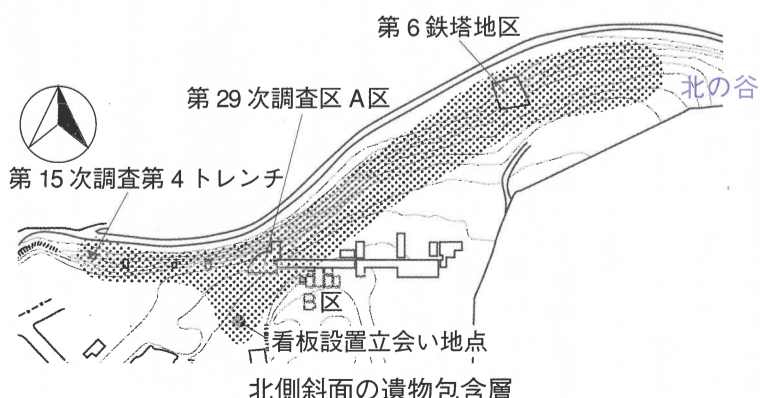 第6鉄塔地区
北の谷
第29次調査区A区
第15次調査第4トレンチ
B区
看板設置立会い地点
北側斜面の遺物包含層